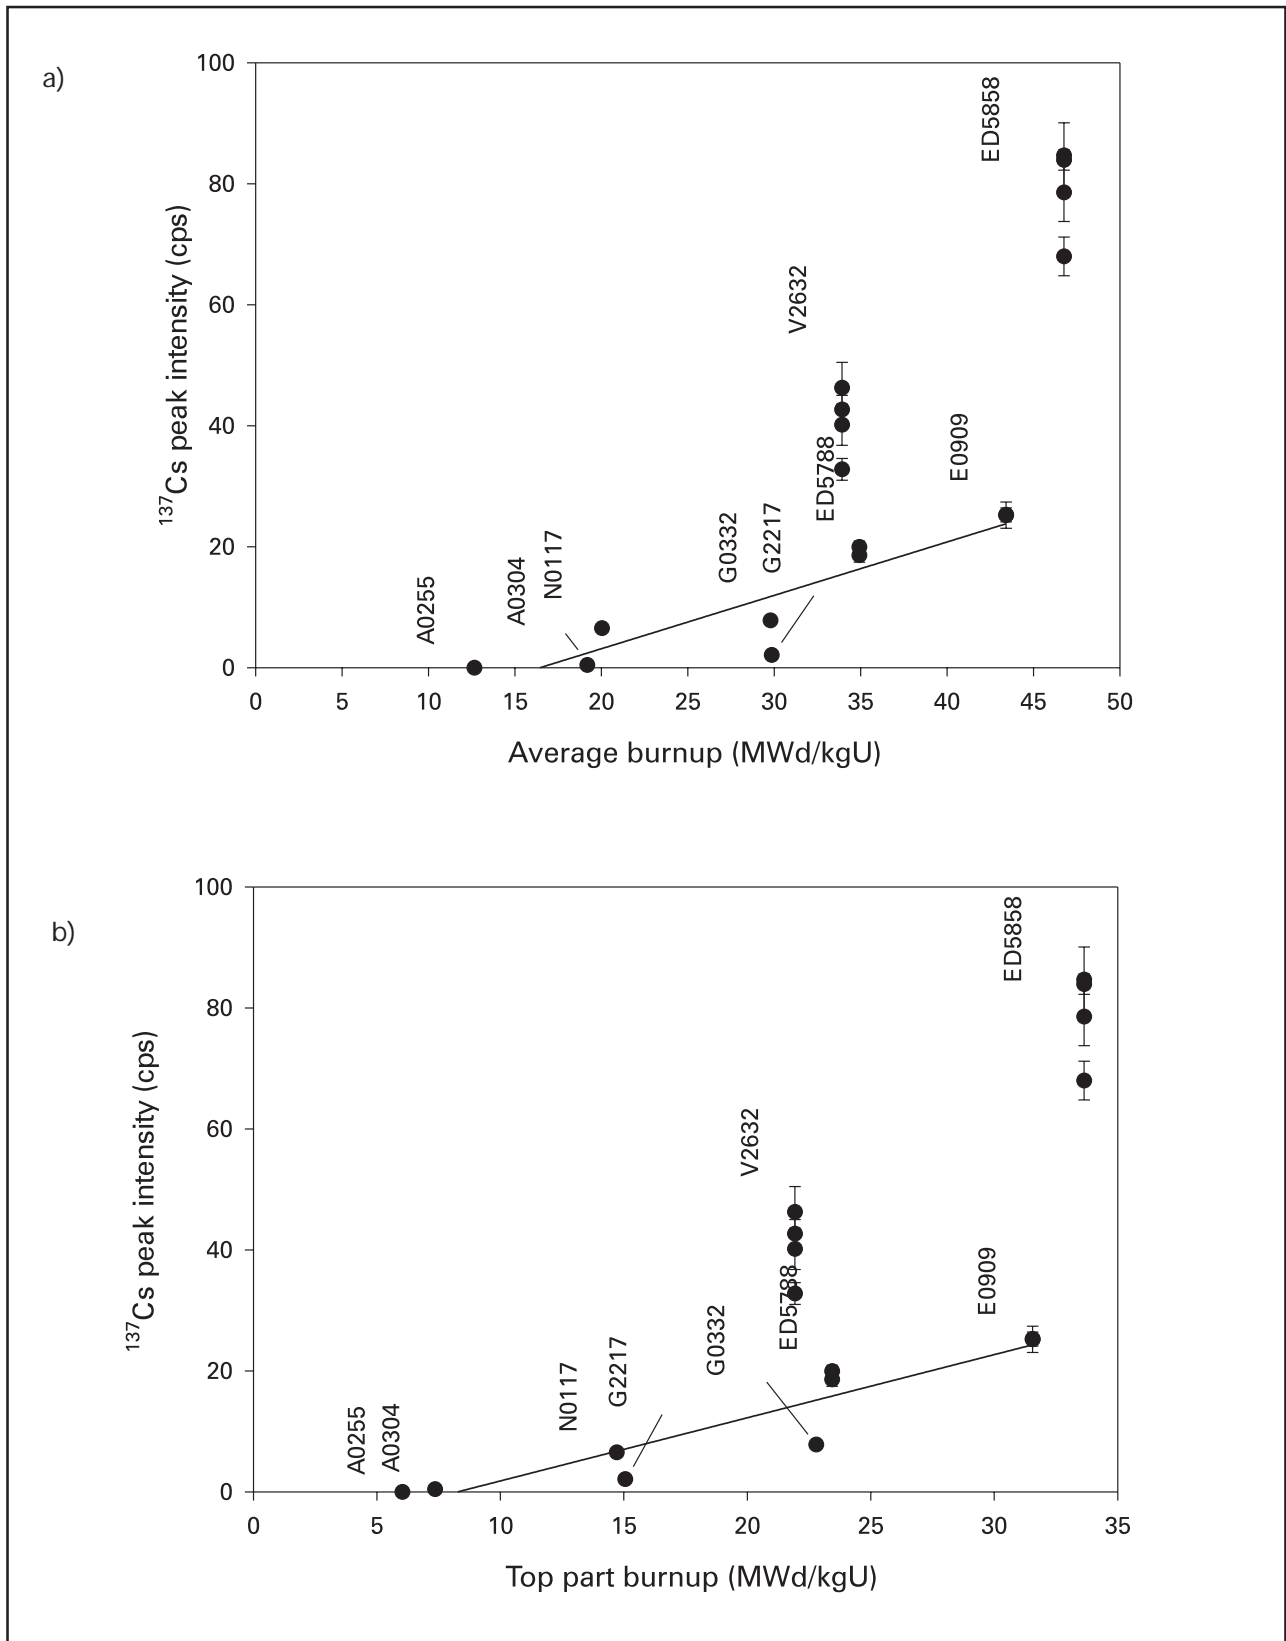 a)
100
80
60
40
20
0
¹³⁷Cs peak intensity (cps)
A0255
A0304
N0117
G0332
G2217
ED5788
V2632
E0909
ED5858
0 5 10 15 20 25 30 35 40 45 50
Average burnup (MWd/kgU)
b)
100
80
60
40
20
0
¹³⁷Cs peak intensity (cps)
A0255
A0304
N0117
G2217
G0332
V2632
ED5788
E0909
ED5858
0 5 10 15 20 25 30 35
Top part burnup (MWd/kgU)